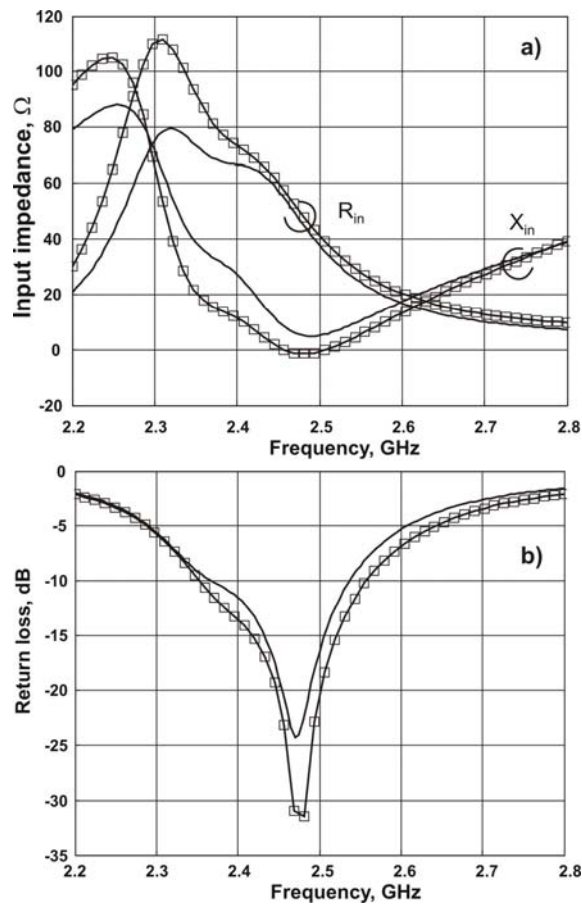 120
a)
100
80
60
40
20
0
-20
Input impedance, Ω
R_in
X_in
2.2 2.3 2.4 2.5 2.6 2.7 2.8
Frequency, GHz
0
-5
-10
-15
-20
-25
-30
-35
b)
Return loss, dB
2.2 2.3 2.4 2.5 2.6 2.7 2.8
Frequency, GHz